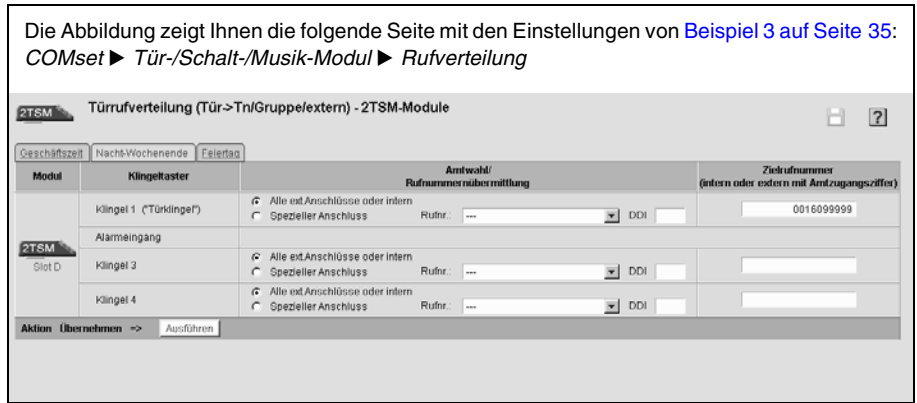 Die Abbildung zeigt Ihnen die folgende Seite mit den Einstellungen von Beispiel 3 auf Seite 35:
COMset ► Tür-/Schalt-/Musik-Modul ► Rufverteilung
2TSM Türrufverteilung (Tür->Tn/Gruppe/extern) - 2TSM-Module ?
Geschäftszeit Nacht-Wochenende Feiertag
Modul Klingeltaster Amtwahl/ Rufnummernübermittlung Zielrufnummer (intern oder extern mit Amtzugangsziffer)
2TSM
Slot D
Klingel 1 ("Türklingel") Alle ext.Anschlüsse oder intern 0016099999
Spezieller Anschluss Rufnr.: --- DDI
Alarmeingang
Klingel 3 Alle ext.Anschlüsse oder intern
Spezieller Anschluss Rufnr.: --- DDI
Klingel 4 Alle ext.Anschlüsse oder intern
Spezieller Anschluss Rufnr.: --- DDI
Aktion Übernehmen => Ausführen